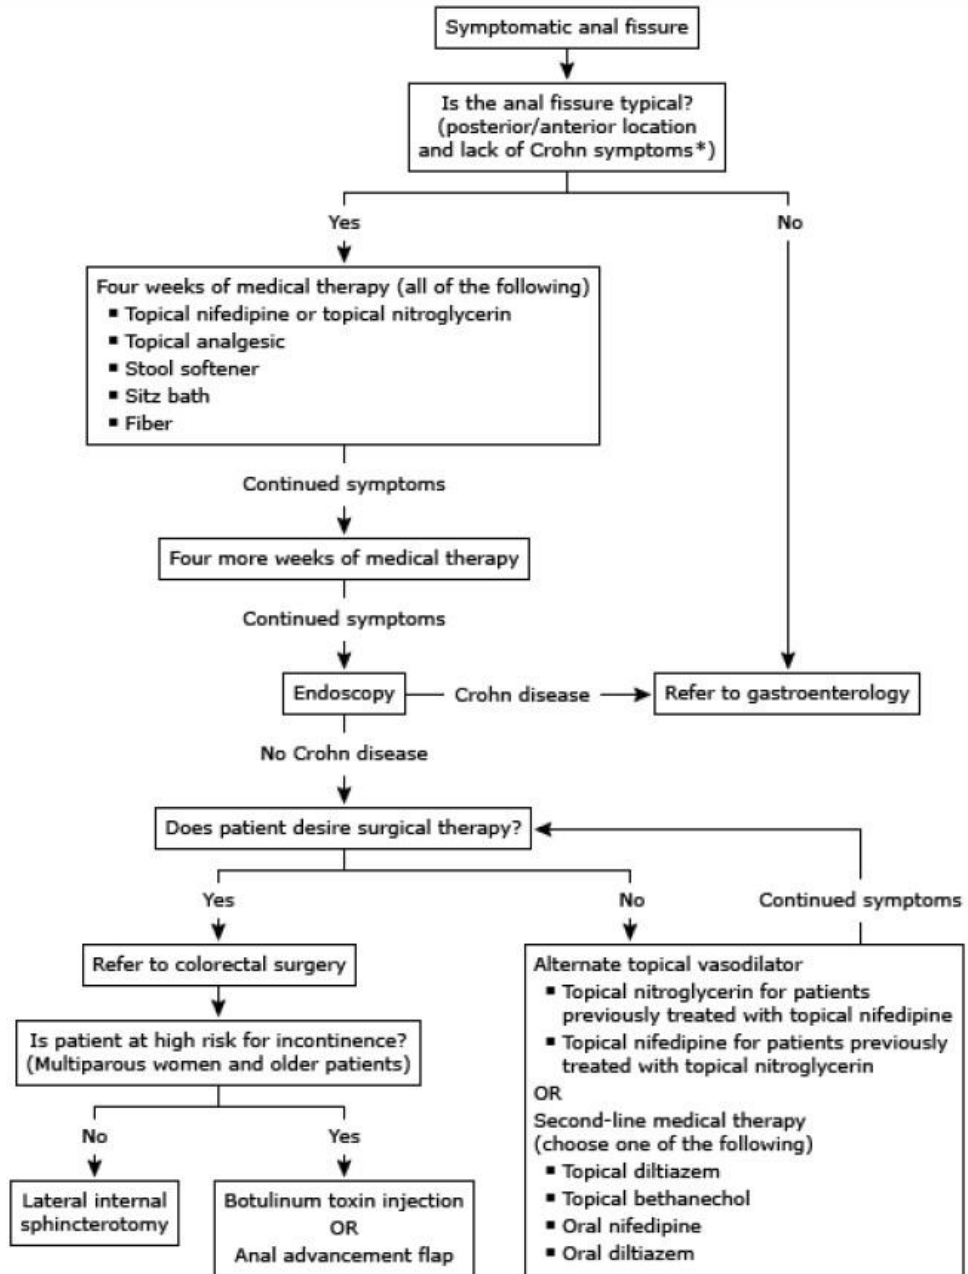 Symptomatic anal fissure
Is the anal fissure typical?
(posterior/anterior location
and lack of Crohn symptoms*)
Yes
No
Four weeks of medical therapy (all of the following)
▪ Topical nifedipine or topical nitroglycerin
▪ Topical analgesic
▪ Stool softener
▪ Sitz bath
▪ Fiber
Continued symptoms
Four more weeks of medical therapy
Continued symptoms
Endoscopy
Crohn disease
Refer to gastroenterology
No Crohn disease
Does patient desire surgical therapy?
Yes
No
Continued symptoms
Refer to colorectal surgery
Is patient at high risk for incontinence?
(Multiparous women and older patients)
No
Yes
Lateral internal
sphincterotomy
Botulinum toxin injection
OR
Anal advancement flap
Alternate topical vasodilator
▪ Topical nitroglycerin for patients
previously treated with topical nifedipine
▪ Topical nifedipine for patients previously
treated with topical nitroglycerin
OR
Second-line medical therapy
(choose one of the following)
▪ Topical diltiazem
▪ Topical bethanechol
▪ Oral nifedipine
▪ Oral diltiazem